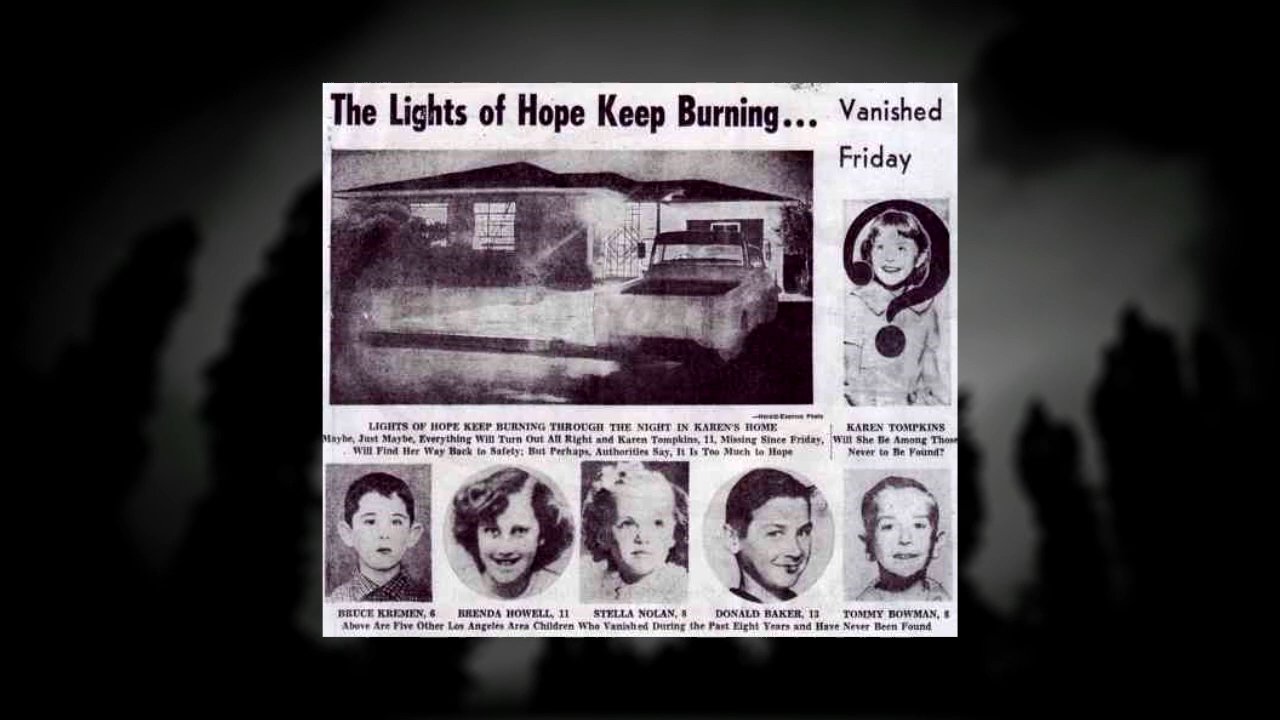 The Lights of Hope Keep Burning...
Vanished
Friday
—Herald-Express Photo
LIGHTS OF HOPE KEEP BURNING THROUGH THE NIGHT IN KAREN'S HOME
Maybe, Just Maybe, Everything Will Turn Out All Right and Karen Tompkins, 11, Missing Since Friday,
Will Find Her Way Back to Safety; But Perhaps, Authorities Say, It Is Too Much to Hope
KAREN TOMPKINS
Will She Be Among Those
Never to Be Found?
BRUCE KREMEN, 6
BRENDA HOWELL, 11
STELLA NOLAN, 8
DONALD BAKER, 13
TOMMY BOWMAN, 8
Above Are Five Other Los Angeles Area Children Who Vanished During the Past Eight Years and Have Never Been Found